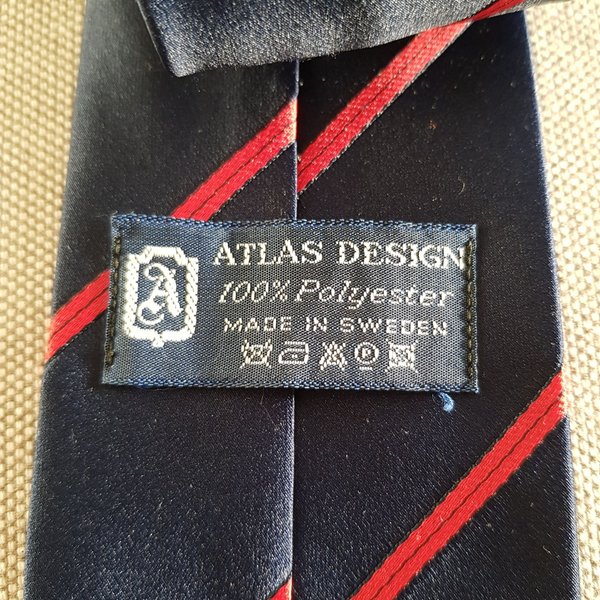 A
ATLAS DESIGN
100% Polyester
MADE IN SWEDEN
P